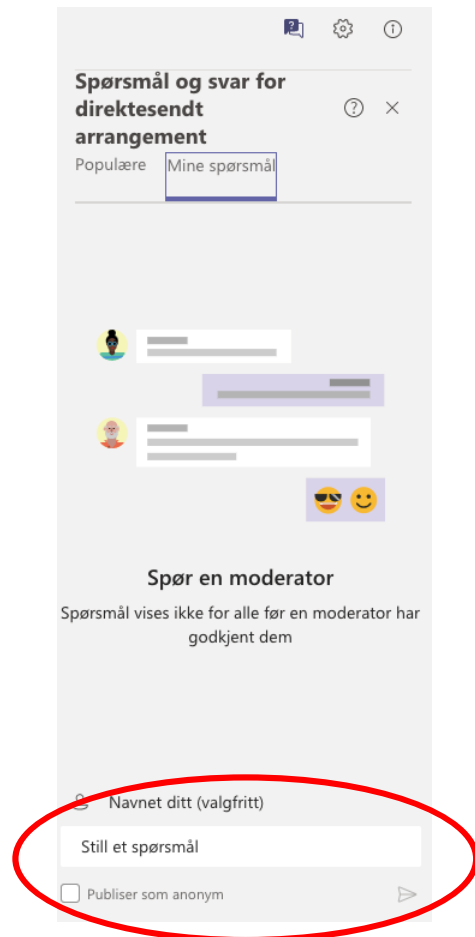 Spørsmål og svar for
direktesendt
arrangement
Populære Mine spørsmål
Spør en moderator
Spørsmål vises ikke for alle før en moderator har
godkjent dem
Navnet ditt (valgfritt)
Still et spørsmål
Publiser som anonym